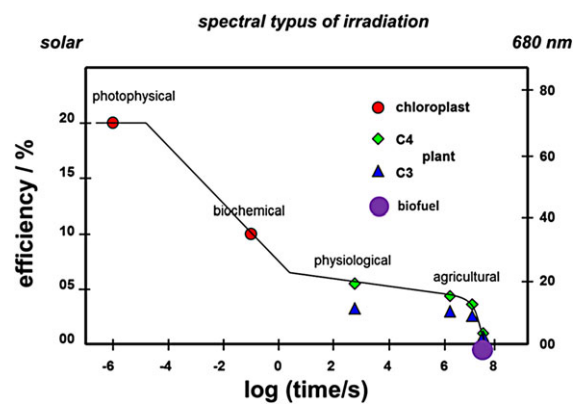 spectral typus of irradiation
solar
680 nm
photophysical
chloroplast
C4
plant
C3
biofuel
biochemical
physiological
agricultural
efficiency / %
20
15
10
05
00
80
60
40
20
00
-6
-4
-2
0
2
4
6
8
log (time/s)